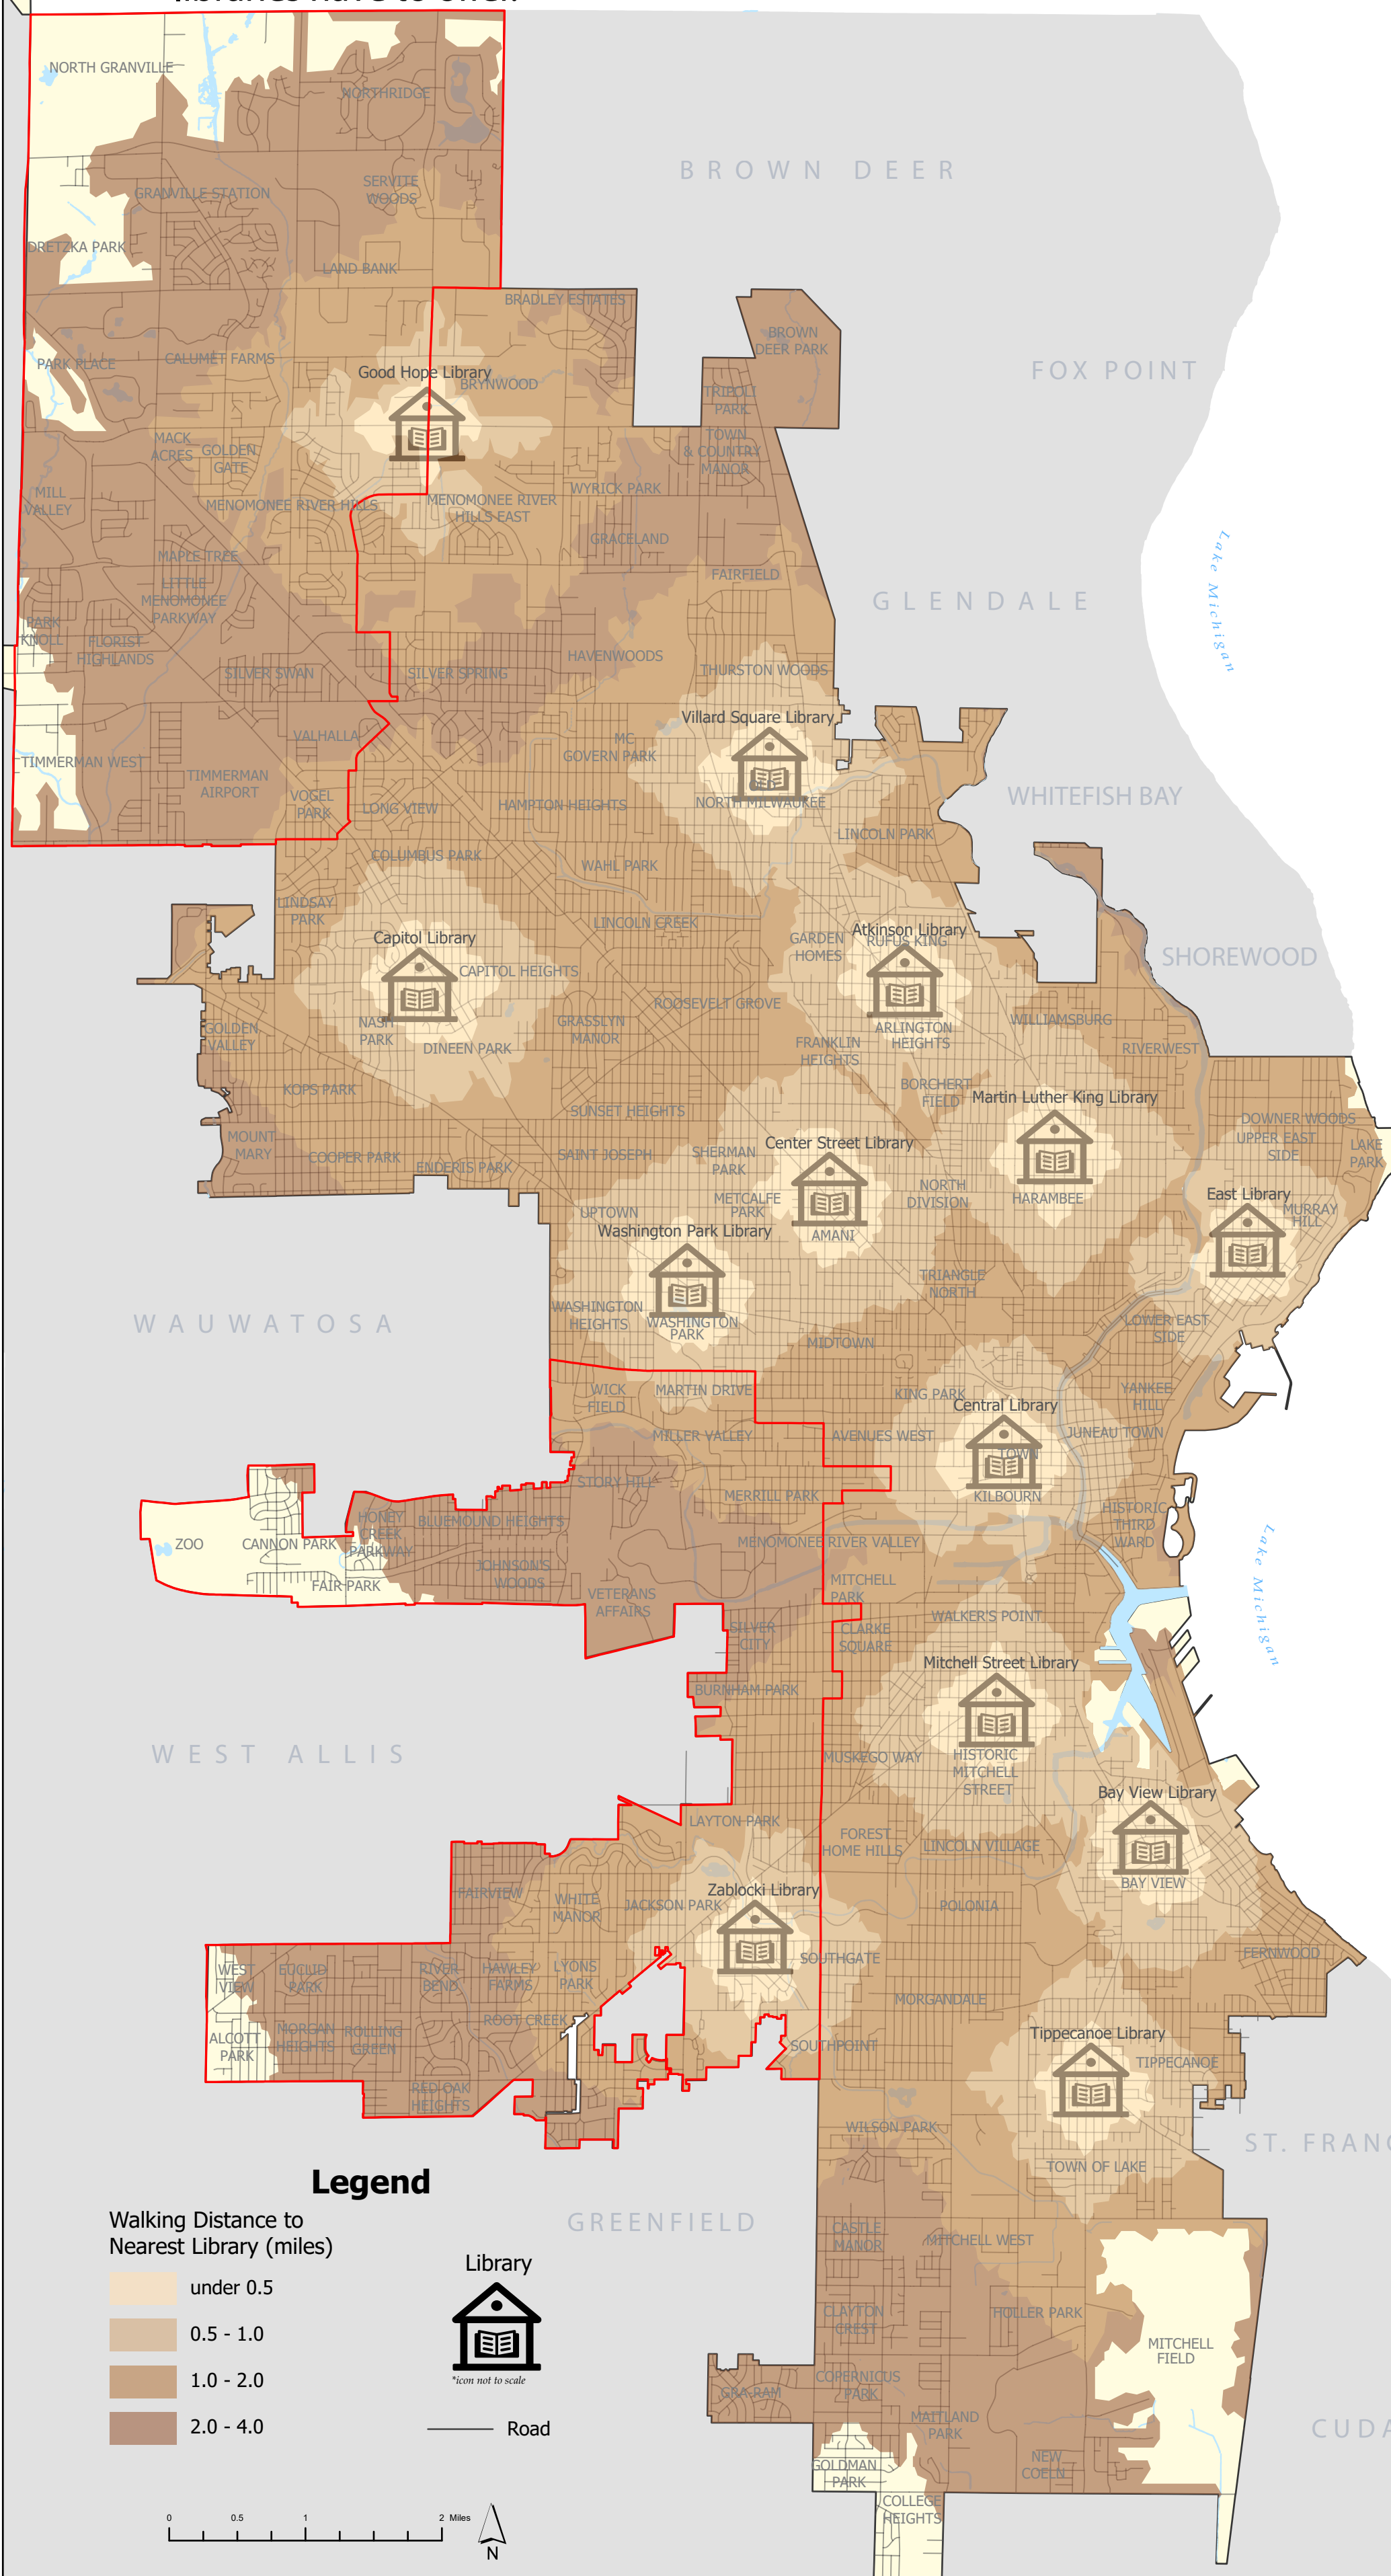 NORTH GRANVILLE
NORTHRIDGE
BROWN DEER
SERVITE
WOODS
GRANVILLE STATION
DRETZKA PARK
LAND BANK
BRADLEY ESTATES
BROWN
DEER PARK
PARK PLACE
CALUMET FARMS
FOX POINT
Good Hope Library
BRYNWOOD
TRIPOLI
PARK
MACK
ACRES
GOLDEN
GATE
TOWN
& COUNTRY
MANOR
MILL
VALLEY
MENOMONEE RIVER HILLS
MENOMONEE RIVER
HILLS EAST
WYRICK PARK
GRACELAND
Lake Michigan
MAPLE TREE
FAIRFIELD
LITTLE
MENOMONEE
PARKWAY
GLENDALE
PARK
KNOLL
FLORIST
HIGHLANDS
HAVENWOODS
SILVER SWAN
SILVER SPRING
THURSTON WOODS
Villard Square Library
VALHALLA
MC
GOVERN PARK
TIMMERMAN WEST
TIMMERMAN
AIRPORT
VOGEL
PARK
LONG VIEW
HAMPTON HEIGHTS
OLD
NORTH MILWAUKEE
WHITEFISH BAY
LINCOLN PARK
COLUMBUS PARK
WAHL PARK
LINDSAY
PARK
LINCOLN CREEK
Capitol Library
Atkinson Library
GARDEN
HOMES
RUFUS KING
SHOREWOOD
CAPITOL HEIGHTS
ROOSEVELT GROVE
NASH
PARK
GRASSLYN
MANOR
ARLINGTON
HEIGHTS
WILLIAMSBURG
GOLDEN
VALLEY
DINEEN PARK
FRANKLIN
HEIGHTS
RIVERWEST
KOPS PARK
BORCHERT
FIELD
Martin Luther King Library
SUNSET HEIGHTS
DOWNER WOODS
MOUNT
MARY
COOPER PARK
ENDERIS PARK
SAINT JOSEPH
SHERMAN
PARK
Center Street Library
UPPER EAST
SIDE
LAKE
PARK
METCALFE
PARK
NORTH
DIVISION
HARAMBEE
East Library
UPTOWN
MURRAY
HILL
Washington Park Library
AMANI
TRIANGLE
NORTH
WAUWATOSA
WASHINGTON
HEIGHTS
WASHINGTON
PARK
LOWER EAST
SIDE
MIDTOWN
WICK
FIELD
MARTIN DRIVE
KING PARK
YANKEE
HILL
Central Library
MILLER VALLEY
AVENUES WEST
JUNEAU TOWN
TOWN
STORY HILL
MERRILL PARK
KILBOURN
HISTORIC
THIRD
WARD
HONEY
CREEK
PARKWAY
BLUEMOUND HEIGHTS
ZOO
CANNON PARK
MENOMONEE RIVER VALLEY
Lake Michigan
JOHNSON'S
WOODS
FAIR PARK
VETERANS
AFFAIRS
MITCHELL
PARK
WALKER'S POINT
SILVER
CITY
CLARKE
SQUARE
Mitchell Street Library
BURNHAM PARK
WEST ALLIS
MUSKEGO WAY
HISTORIC
MITCHELL
STREET
Bay View Library
LAYTON PARK
FOREST
HOME HILLS
LINCOLN VILLAGE
BAY VIEW
FAIRVIEW
WHITE
MANOR
JACKSON PARK
Zablocki Library
POLONIA
FERNWOOD
SOUTHGATE
WEST
VIEW
EUCLID
PARK
RIVER
BEND
HAWLEY
FARMS
LYONS
PARK
MORGANDALE
ROOT CREEK
ALCOTT
PARK
MORGAN
HEIGHTS
ROLLING
GREEN
Tippecanoe Library
SOUTHPOINT
TIPPECANOE
RED OAK
HEIGHTS
WILSON PARK
ST. FRANC
TOWN OF LAKE
Legend
Walking Distance to
Nearest Library (miles)
under 0.5
0.5 - 1.0
1.0 - 2.0
2.0 - 4.0
Library
*icon not to scale
Road
0 0.5 1 2 Miles
N
GREENFIELD
CASTLE
MANOR
MITCHELL WEST
CLAYTON
CREST
HOLLER PARK
MITCHELL
FIELD
GRA-RAM
COPERNICUS
PARK
MAITLAND
PARK
CUDA
GOLDMAN
PARK
NEW
COELN
COLLEGE
HEIGHTS